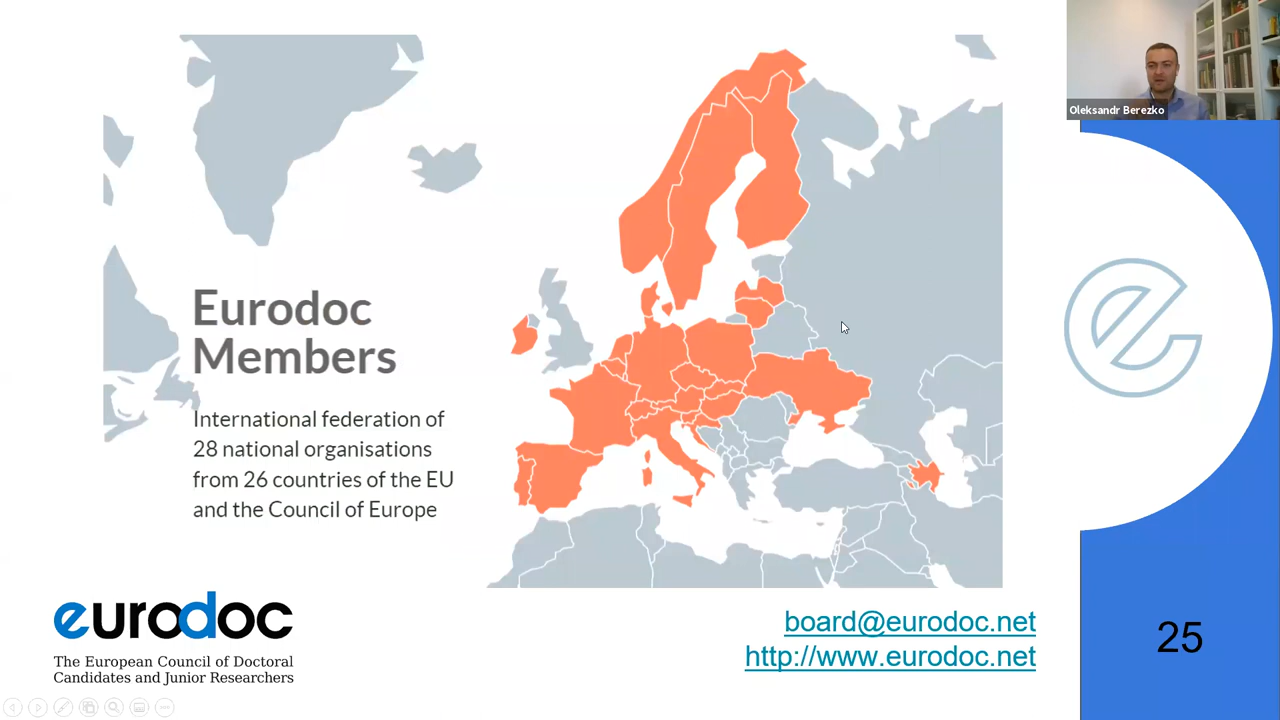 Oleksandr Berezko
Eurodoc
Members
International federation of
28 national organisations
from 26 countries of the EU
and the Council of Europe
eurodoc
The European Council of Doctoral
Candidates and Junior Researchers
board@eurodoc.net
http://www.eurodoc.net
25